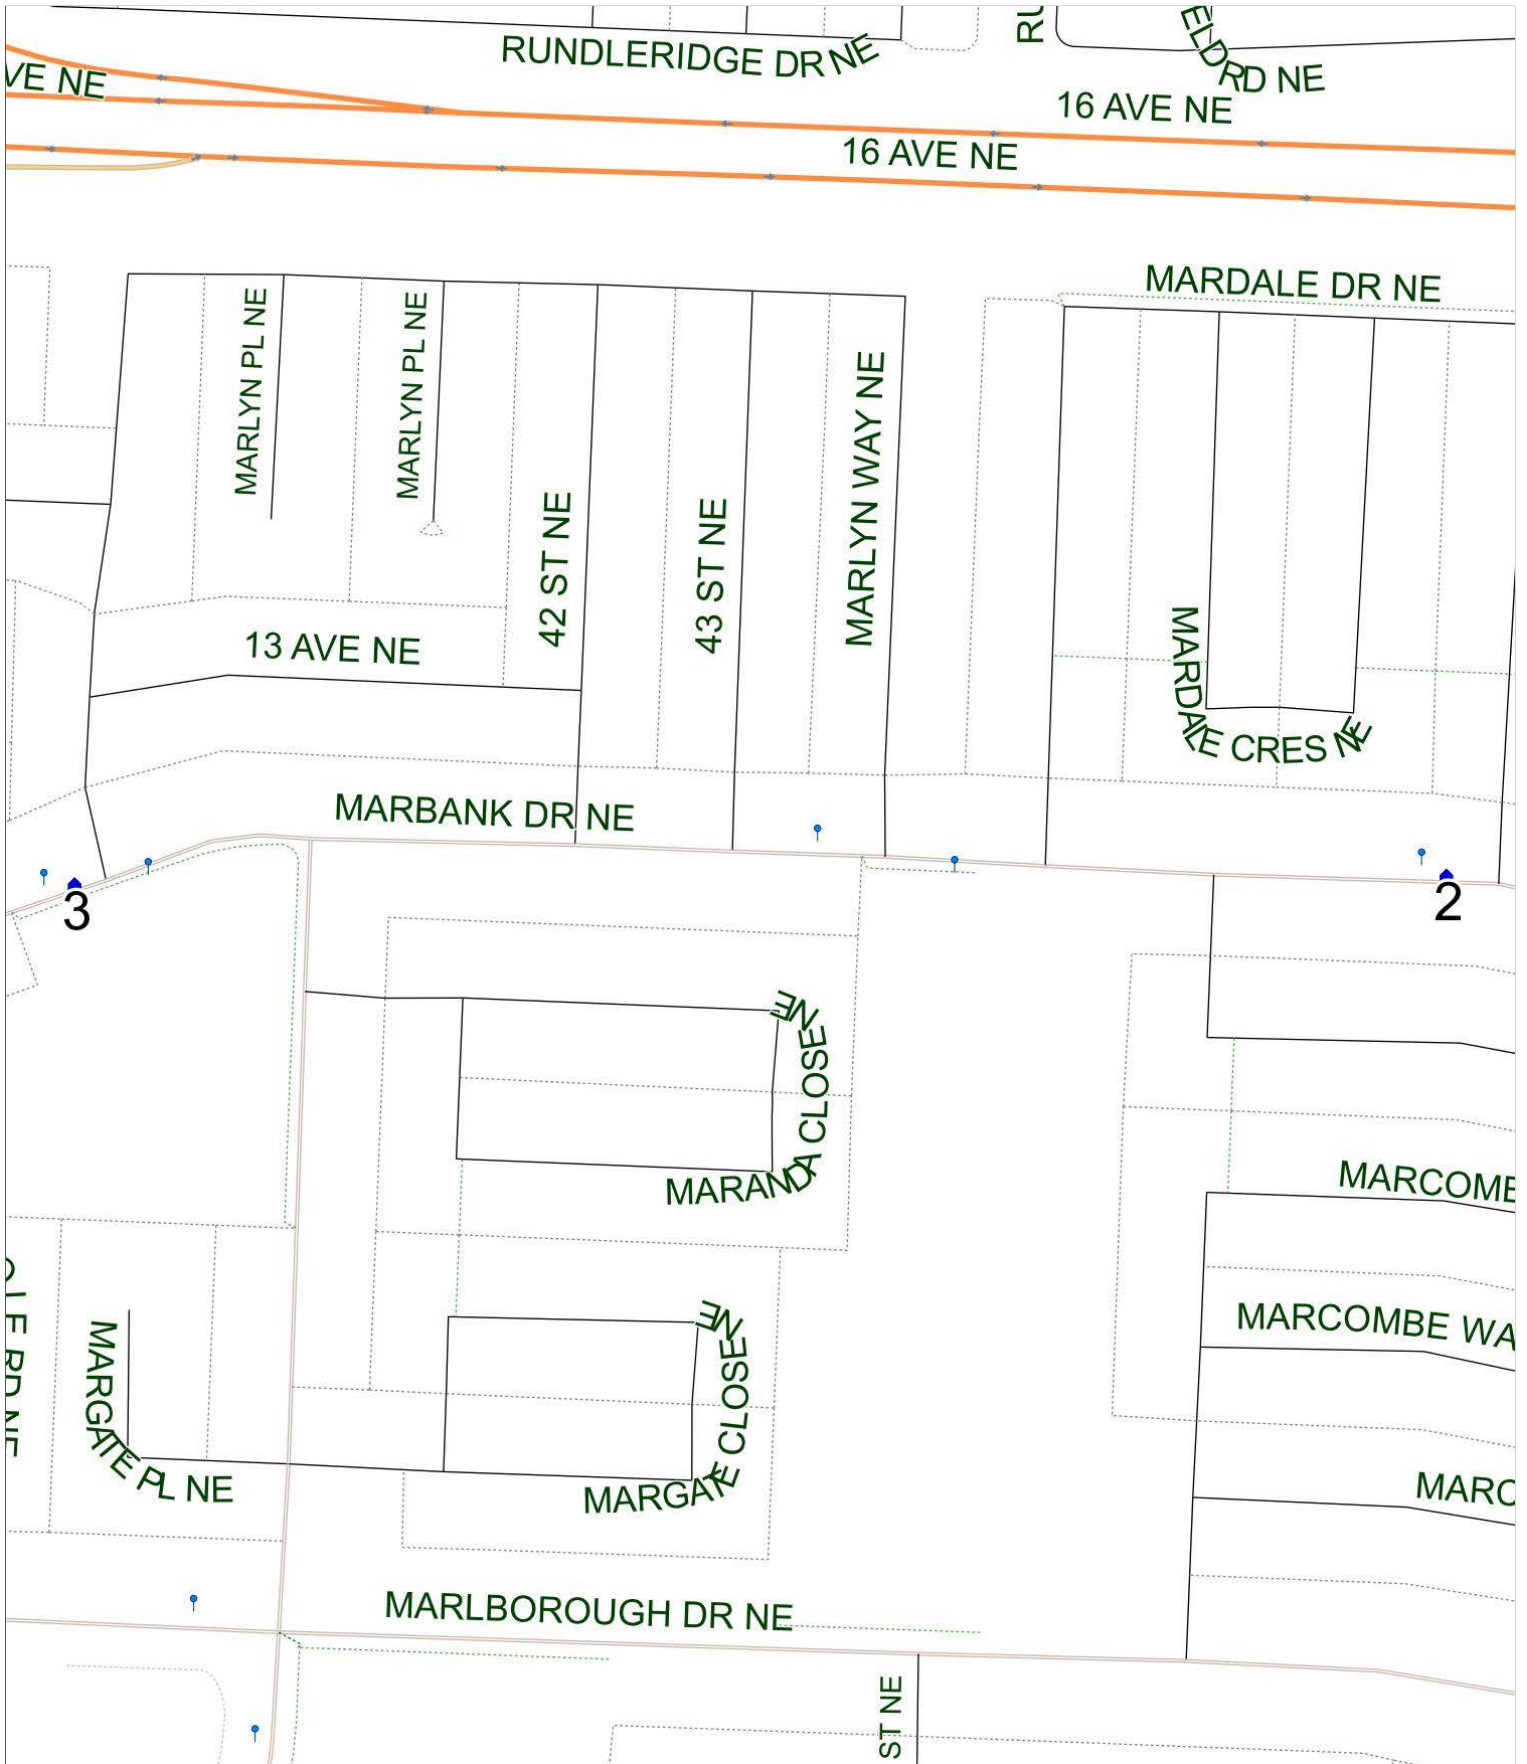 RUNDLERIDGE DR NE
RU
ELD RD NE
VE NE
16 AVE NE
16 AVE NE
MARDALE DR NE
MARLYN PL NE
MARLYN PL NE
42 ST NE
43 ST NE
MARLYN WAY NE
13 AVE NE
MARDALE CRES NE
MARBANK DR NE
3
2
MARANDA CLOSE NE
MARCOMBE
MARGATE PL NE
MARGATE CLOSE NE
MARCOMBE WA
MARC
MARLBOROUGH DR NE
ST NE